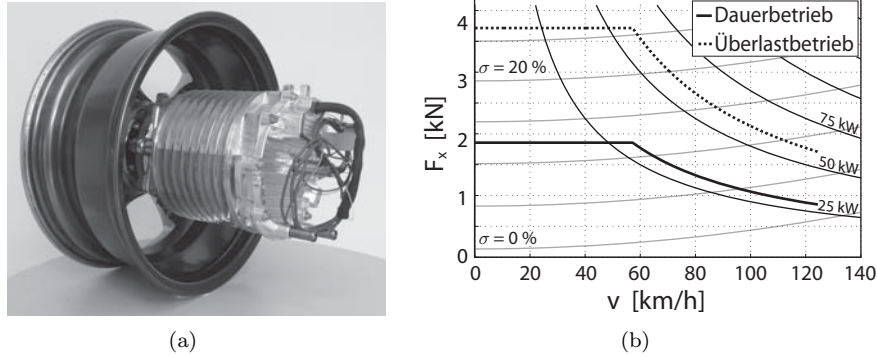 4
3
2
1
0
F_x [kN]
Dauerbetrieb
Überlastbetrieb
σ = 20 %
75 kW
50 kW
25 kW
σ = 0 %
0 20 40 60 80 100 120 140
v [km/h]
(a) (b)